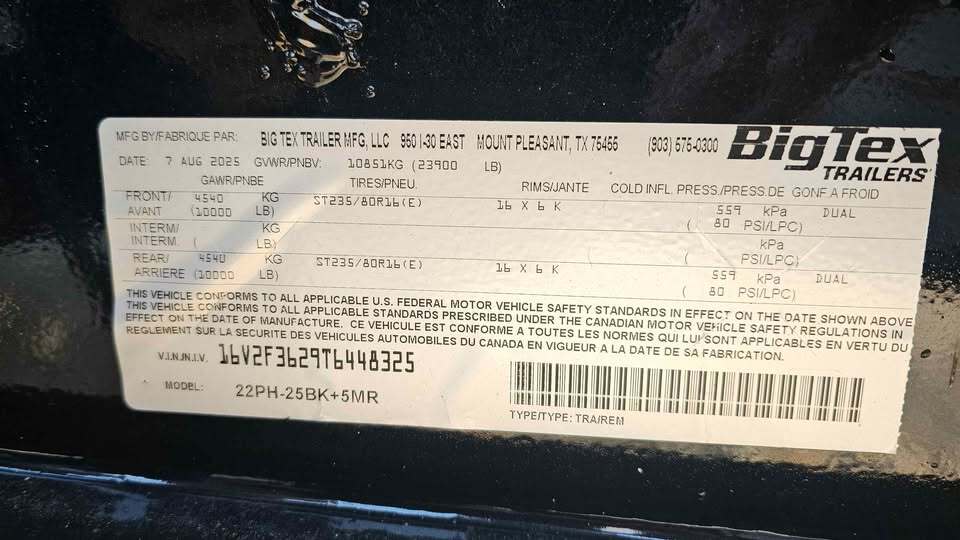 MFG BY/FABRIQUE PAR: BIG TEX TRAILER MFG, LLC 950 I-30 EAST MOUNT PLEASANT, TX 75455 (903) 575-0300
BigTex
TRAILERS
DATE: 7 AUG 2025 GVWR/PNBV: 10851KG (23900 LB)
GAWR/PNBE TIRES/PNEU. RIMS/JANTE COLD INFL. PRESS./PRESS.DE GONF.A FROID
FRONT/ 4540 KG ST235/80R16(E) 16 X 6 K 559 kPa DUAL
AVANT (10000 LB) ( 80 PSI/LPC)
INTERM/ KG kPa
INTERM. ( LB) ( PSI/LPC)
REAR/ 4540 KG ST235/80R16(E) 16 X 6 K 559 kPa DUAL
ARRIERE (10000 LB) ( 80 PSI/LPC)
THIS VEHICLE CONFORMS TO ALL APPLICABLE U.S. FEDERAL MOTOR VEHICLE SAFETY STANDARDS IN EFFECT ON THE DATE SHOWN ABOVE
THIS VEHICLE CONFORMS TO ALL APPLICABLE STANDARDS PRESCRIBED UNDER THE CANADIAN MOTOR VEHICLE SAFETY REGULATIONS IN
EFFECT ON THE DATE OF MANUFACTURE. CE VEHICULE EST CONFORME A TOUTES LES NORMES QUI LUI SONT APPLICABLES EN VERTU DU
REGLEMENT SUR LA SECURITE DES VEHICULES AUTOMOBILES DU CANADA EN VIGUEUR A LA DATE DE SA FABRICATION.
V.I.N./N.I.V. 16V2F3629T6448325
MODEL: 22PH-25BK+5MR
TYPE/TYPE: TRA/REM